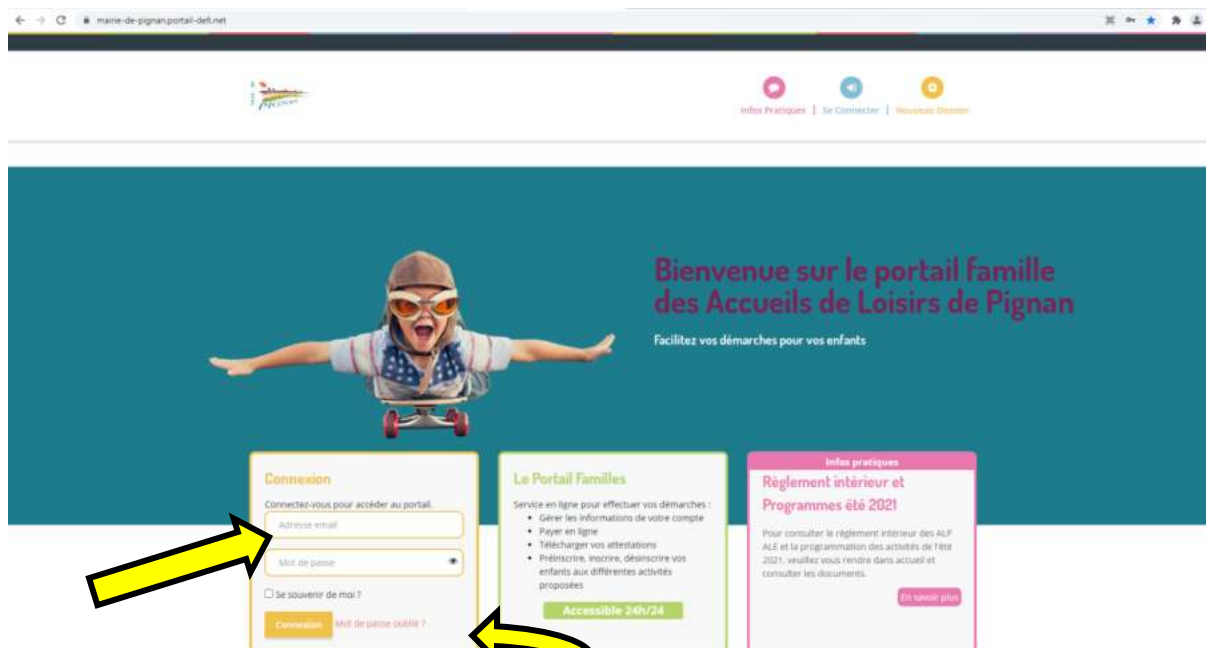 mairie-de-pignan.portail-defi.net
PIGNAN
Infos Pratiques | Se Connecter | Nouveau Dossier
Bienvenue sur le portail famille
des Accueils de Loisirs de Pignan
Facilitez vos démarches pour vos enfants
Connexion
Connectez-vous pour accéder au portail.
Adresse email
Mot de passe
Se souvenir de moi ?
Connexion Mot de passe oublié ?
Le Portail Familles
Service en ligne pour effectuer vos démarches :
• Gérer les informations de votre compte
• Payer en ligne
• Télécharger vos attestations
• Préinscrire, inscrire, désinscrire vos
enfants aux différentes activités
proposées
Accessible 24h/24
Infos pratiques
Règlement intérieur et
Programmes été 2021
Pour consulter le règlement intérieur des ALP
ALE et la programmation des activités de l'été
2021, veuillez vous rendre dans accueil et
consulter les documents.
En savoir plus